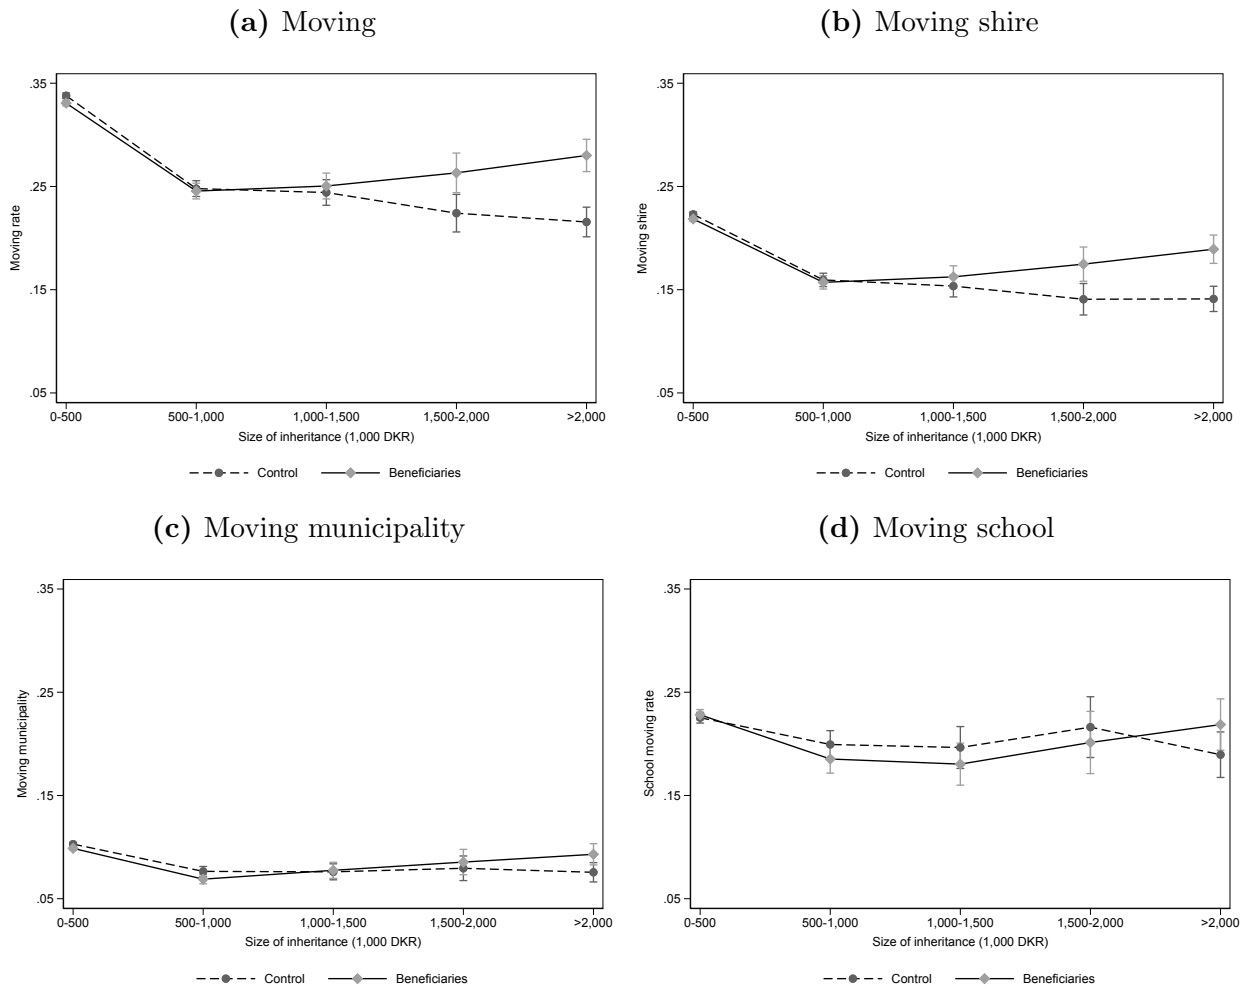 (a) Moving
.35
.25
.15
.05
Moving rate
0-500 500-1,000 1,000-1,500 1,500-2,000 >2,000
Size of inheritance (1,000 DKR)
Control Beneficiaries
(b) Moving shire
.35
.25
.15
.05
Moving shire
0-500 500-1,000 1,000-1,500 1,500-2,000 >2,000
Size of inheritance (1,000 DKR)
Control Beneficiaries
(c) Moving municipality
.35
.25
.15
.05
Moving municipality
0-500 500-1,000 1,000-1,500 1,500-2,000 >2,000
Size of inheritance (1,000 DKR)
Control Beneficiaries
(d) Moving school
.35
.25
.15
.05
School moving rate
0-500 500-1,000 1,000-1,500 1,500-2,000 >2,000
Size of inheritance (1,000 DKR)
Control Beneficiaries